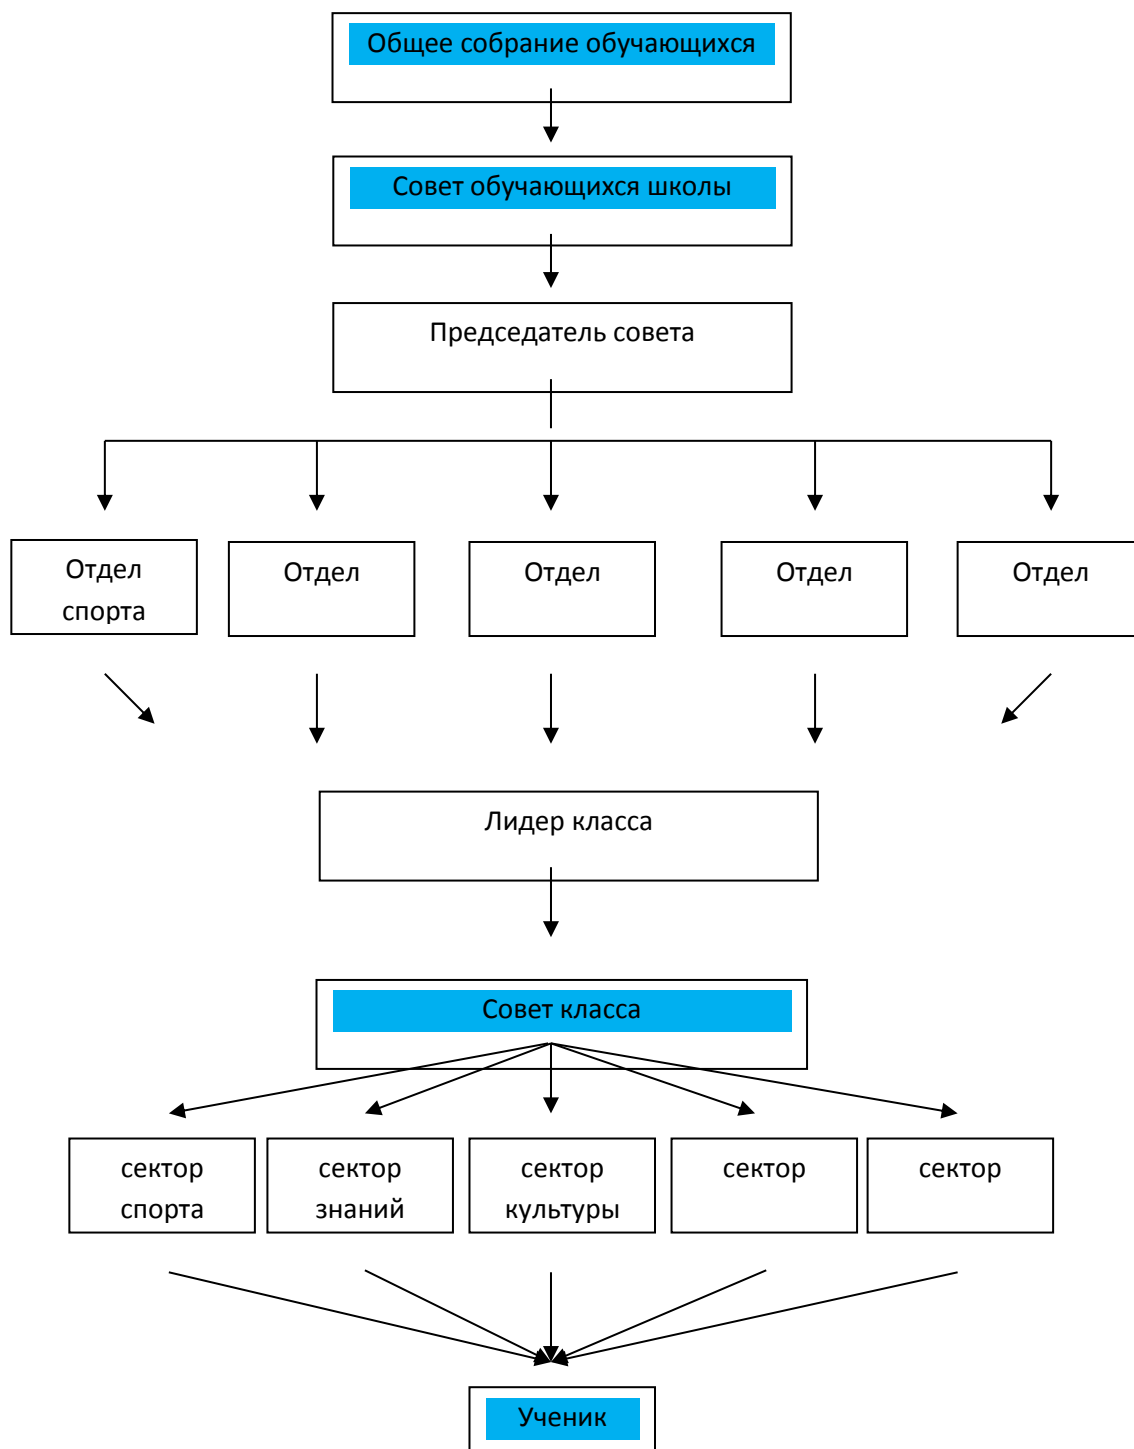 Общее собрание обучающихся
Совет обучающихся школы
Председатель совета
Отдел
спорта
Отдел
Отдел
Отдел
Отдел
Лидер класса
Совет класса
сектор
спорта
сектор
знаний
сектор
культуры
сектор
сектор
Ученик